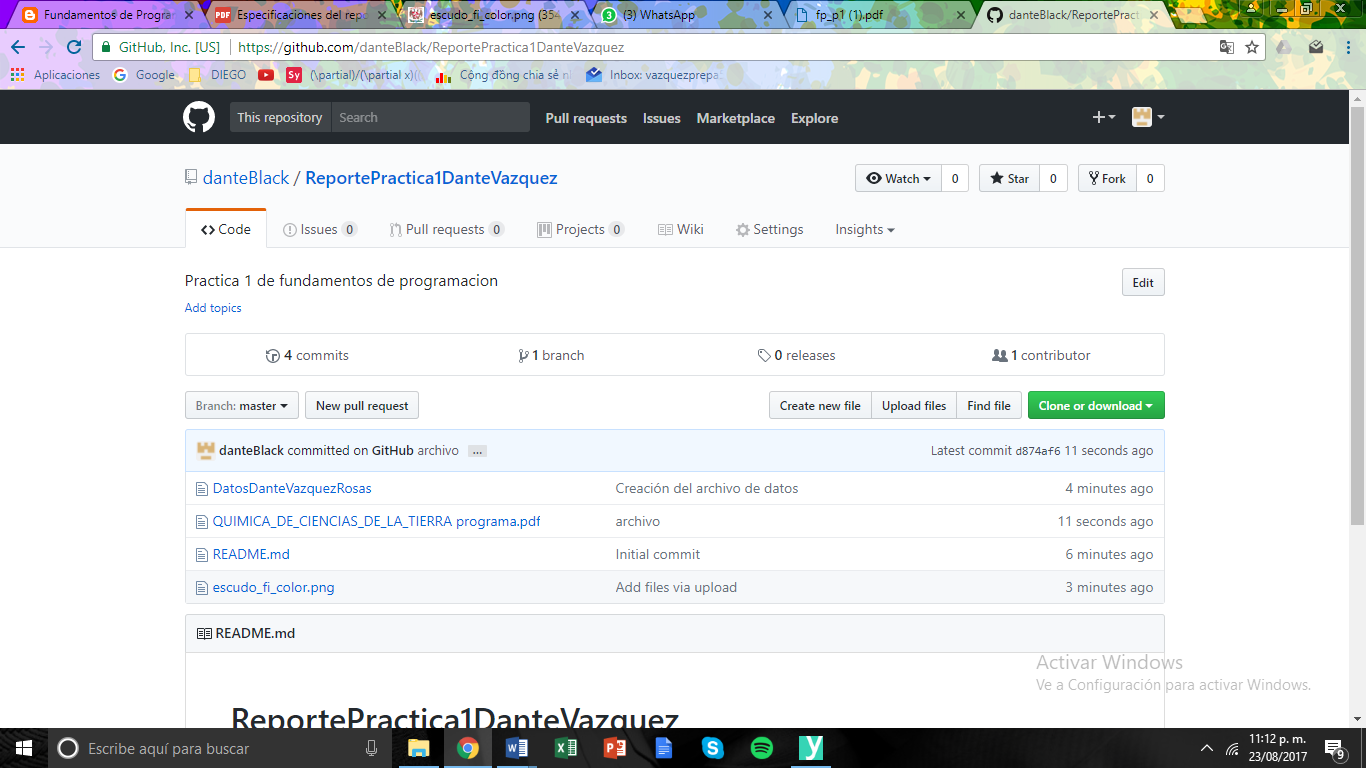 Fundamentos de Progra
Especificaciones del repo
escudo_fi_color.png (354
(3) WhatsApp
fp_p1 (1).pdf
danteBlack/ReportePract
GitHub, Inc. [US]
https://github.com/danteBlack/ReportePractica1DanteVazquez
Aplicaciones
Google
DIEGO
(\partial)/(\partial x)(
Cộng đồng chia sẻ
Inbox: vazquezprepa
This repository
Search
Pull requests
Issues
Marketplace
Explore
danteBlack / ReportePractica1DanteVazquez
Watch 0
Star 0
Fork 0
Code
Issues 0
Pull requests 0
Projects 0
Wiki
Settings
Insights
Practica 1 de fundamentos de programacion
Edit
Add topics
4 commits
1 branch
0 releases
1 contributor
Branch: master
New pull request
Create new file
Upload files
Find file
Clone or download
danteBlack committed on GitHub archivo ...
Latest commit d874af6 11 seconds ago
DatosDanteVazquezRosas Creación del archivo de datos 4 minutes ago
QUIMICA_DE_CIENCIAS_DE_LA_TIERRA programa.pdf archivo 11 seconds ago
README.md Initial commit 6 minutes ago
escudo_fi_color.png Add files via upload 3 minutes ago
README.md
ReportePractica1DanteVazquez
Activar Windows
Ve a Configuración para activar Windows.
Escribe aquí para buscar
11:12 p. m.
23/08/2017
9